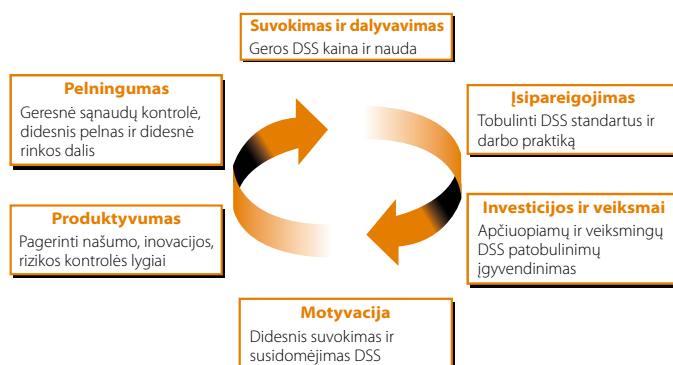 Suvokimas ir dalyvavimas
Geros DSS kaina ir nauda
Pelningumas
Geresnė sąnaudų kontrolė,
didesnis pelnas ir didesnė
rinkos dalis
Įsipareigojimas
Tobulinti DSS standartus ir
darbo praktiką
Produktyvumas
Pagerinti našumo, inovacijos,
rizikos kontrolės lygiai
Investicijos ir veiksmai
Apčiuopiamų ir veiksmingų
DSS patobulinimų
įgyvendinimas
Motyvacija
Didesnis suvokimas ir
susidomėjimas DSS